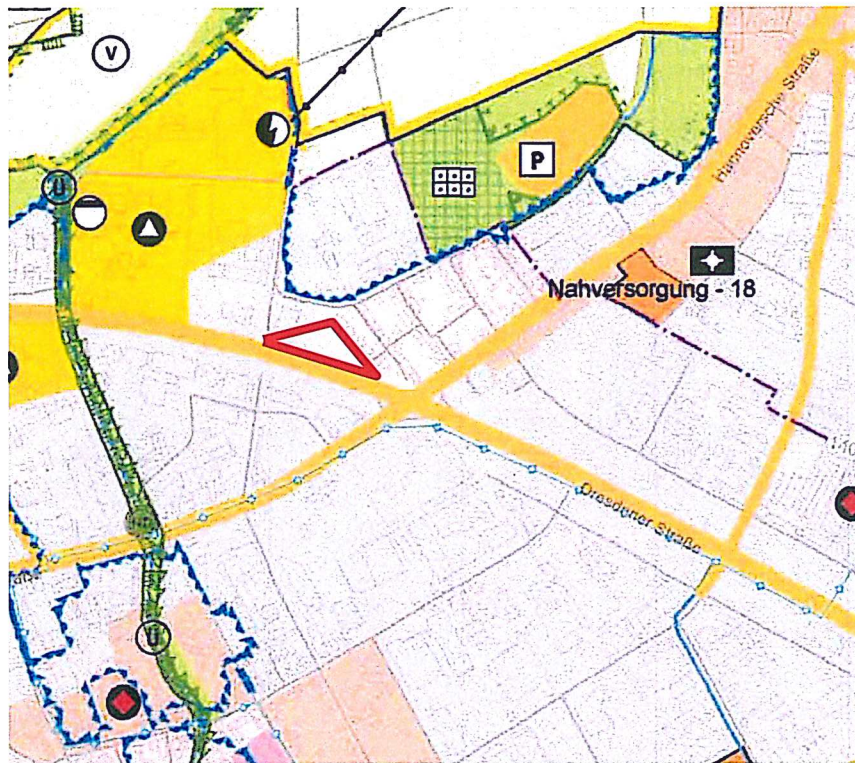 V
Hannoversche Straße
P
Ü
Nahversorgung - 18
Dresdener Straße
Ü